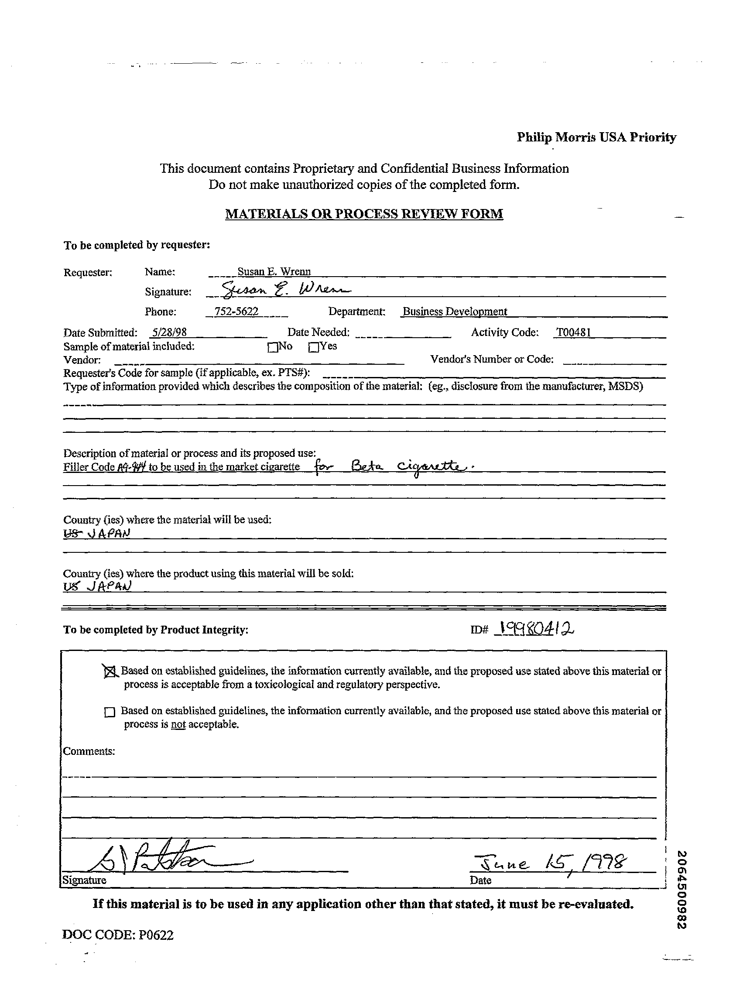 Philip Morris USA Priority
This document contains Proprietary and Confidential Business Information
Do not make unauthorized copies of the completed form.
MATERIALS OR PROCESS REVIEW FORM
To be completed by requester:
Requester: Name: Susan E. Wrenn
Signature: Susan E. Wrenn
Phone: 752-5622 Department: Business Development
Date Submitted: 5/28/98 Date Needed: Activity Code: T00481
Sample of material included: No Yes
Vendor: Vendor's Number or Code:
Requester's Code for sample (if applicable, ex. PTS#):
Type of information provided which describes the composition of the material: (eg., disclosure from the manufacturer, MSDS)
Description of material or process and its proposed use:
Filler Code to be used in the market cigarette for Beta cigarette.
Country (ies) where the material will be used:
US JAPAN
Country (ies) where the product using this material will be sold:
US JAPAN
To be completed by Product Integrity: ID# 19980412
Based on established guidelines, the information currently available, and the proposed use stated above this material or
process is acceptable from a toxicological and regulatory perspective.
Based on established guidelines, the information currently available, and the proposed use stated above this material or
process is not acceptable.
Comments:
June 15, 1998
Signature Date
If this material is to be used in any application other than that stated, it must be re-evaluated.
DOC CODE: P0622
2064500982